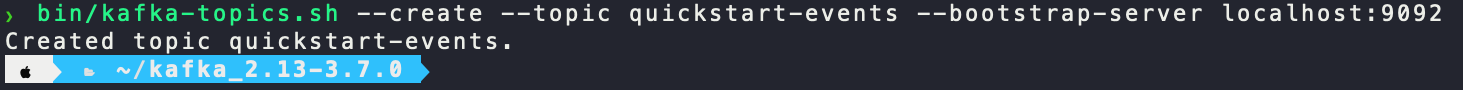 › bin/kafka-topics.sh --create --topic quickstart-events --bootstrap-server localhost:9092
Created topic quickstart-events.
~/kafka_2.13-3.7.0